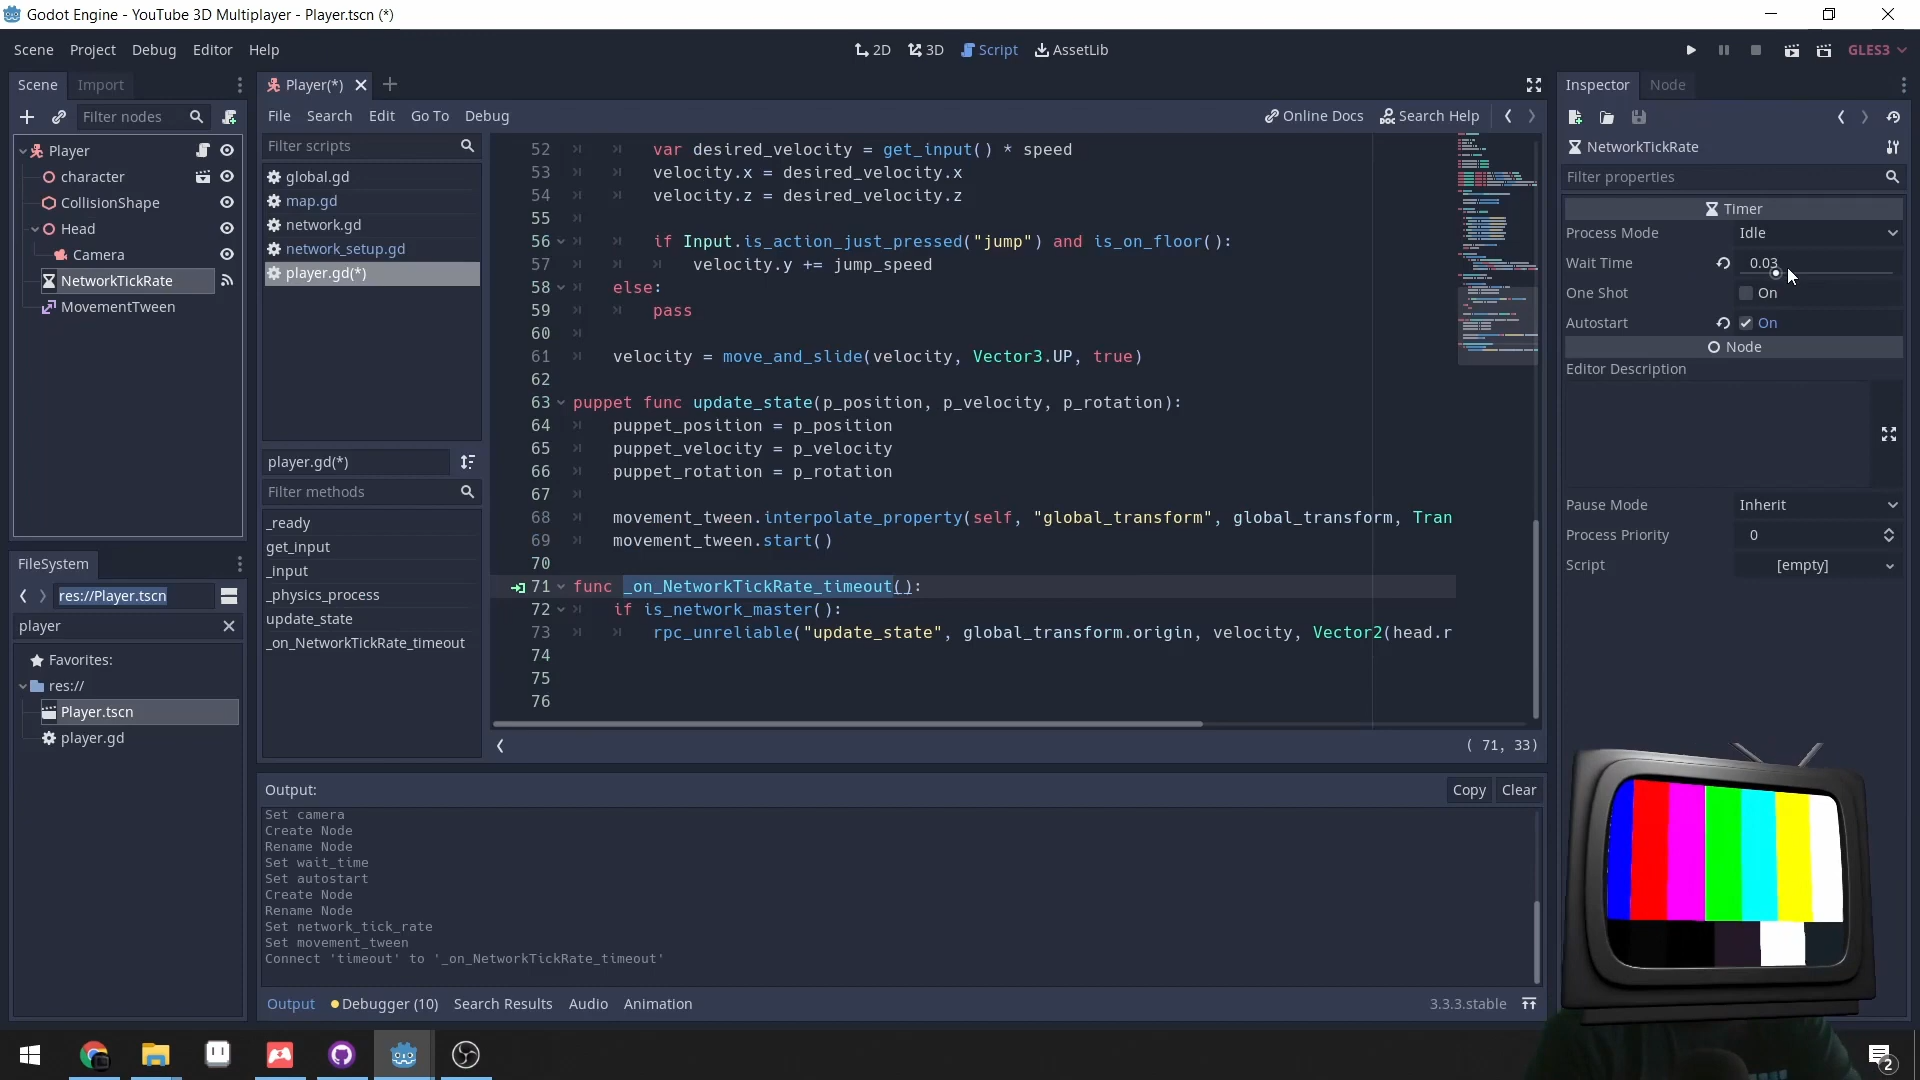 Godot Engine - YouTube 3D Multiplayer - Player.tscn (*)
Scene Project Debug Editor Help
2D 3D Script AssetLib
GLES3
Scene Import
Filter nodes
Player
character
CollisionShape
Head
Camera
NetworkTickRate
MovementTween
FileSystem
res://Player.tscn
player
Favorites:
res://
Player.tscn
player.gd
Player(*)
File Search Edit Go To Debug
Online Docs Search Help
Filter scripts
global.gd
map.gd
network.gd
network_setup.gd
player.gd(*)
player.gd(*)
Filter methods
_ready
get_input
_input
_physics_process
update_state
_on_NetworkTickRate_timeout
52 var desired_velocity = get_input() * speed
53 velocity.x = desired_velocity.x
54 velocity.z = desired_velocity.z
55
56 if Input.is_action_just_pressed("jump") and is_on_floor():
57 velocity.y += jump_speed
58 else:
59 pass
60
61 velocity = move_and_slide(velocity, Vector3.UP, true)
62
63 puppet func update_state(p_position, p_velocity, p_rotation):
64 puppet_position = p_position
65 puppet_velocity = p_velocity
66 puppet_rotation = p_rotation
67
68 movement_tween.interpolate_property(self, "global_transform", global_transform, Tran
69 movement_tween.start()
70
71 func _on_NetworkTickRate_timeout():
72 if is_network_master():
73 rpc_unreliable("update_state", global_transform.origin, velocity, Vector2(head.r
74
75
76
( 71, 33)
Output:
Copy Clear
Set camera
Create Node
Rename Node
Set wait_time
Set autostart
Create Node
Rename Node
Set network_tick_rate
Set movement_tween
Connect 'timeout' to '_on_NetworkTickRate_timeout'
Output Debugger (10) Search Results Audio Animation
3.3.3.stable
Inspector Node
NetworkTickRate
Filter properties
Timer
Process Mode Idle
Wait Time 0.03
One Shot On
Autostart On
Node
Editor Description
Pause Mode Inherit
Process Priority 0
Script [empty]
2